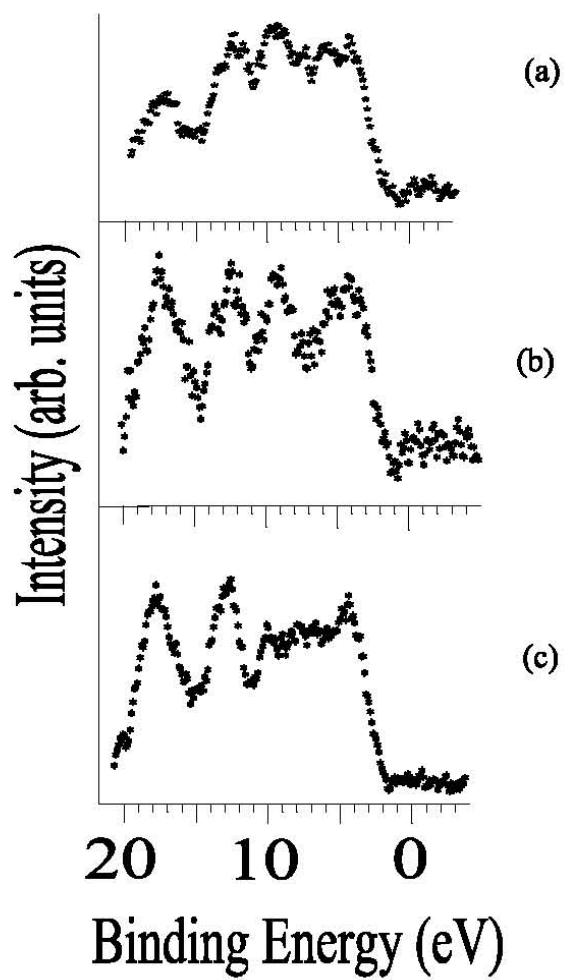 (a)
(b)
(c)
Intensity (arb. units)
20 10 0
Binding Energy (eV)